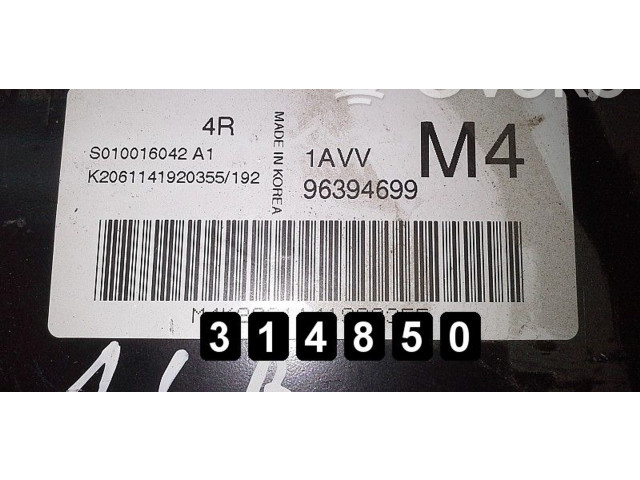 4R
S010016042 A1
K2061141920355/192
MADE IN KOREA
1AVV
M4
96394699
314850